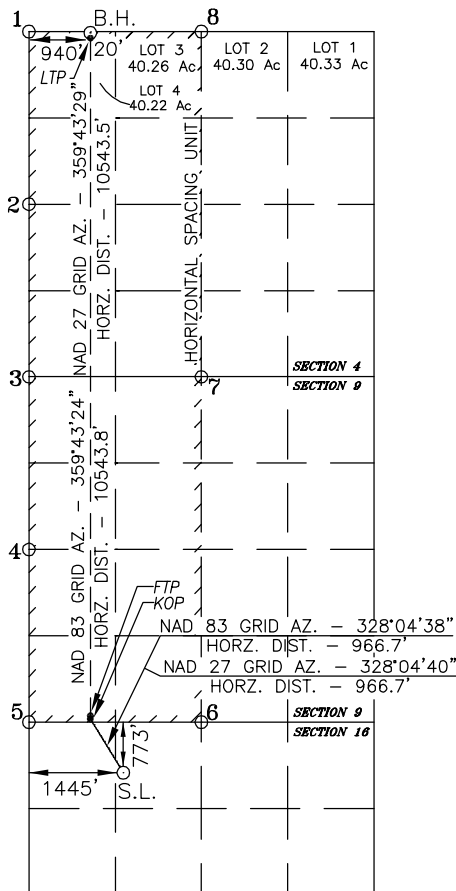 1
B.H.
8
940'
20'
LTP
LOT 3
40.26 Ac
LOT 2
40.30 Ac
LOT 1
40.33 Ac
LOT 4
40.22 Ac
NAD 27 GRID AZ. - 359°43'29"
HORZ. DIST. - 10543.5'
HORIZONTAL SPACING UNIT
2
SECTION 4
3
7
SECTION 9
NAD 83 GRID AZ. - 359°43'24"
HORZ. DIST. - 10543.8'
4
FTP
KOP
NAD 83 GRID AZ. - 328°04'38"
HORZ. DIST. - 966.7'
NAD 27 GRID AZ. - 328°04'40"
HORZ. DIST. - 966.7'
5
6
SECTION 9
SECTION 16
773'
1445'
S.L.